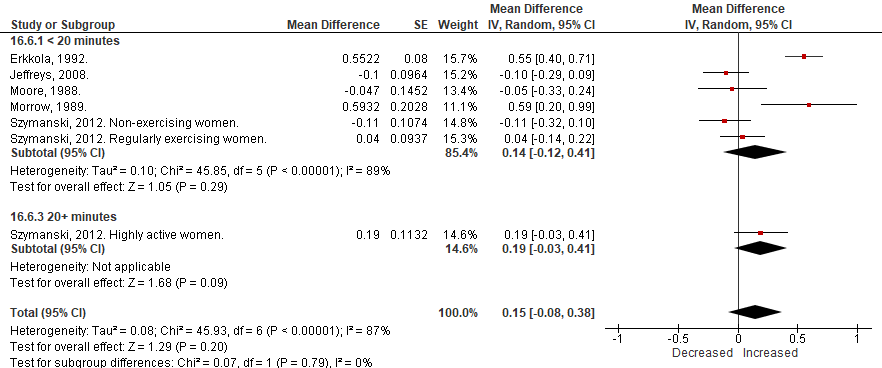 Mean Difference Mean Difference
Study or Subgroup Mean Difference SE Weight IV, Random, 95% CI IV, Random, 95% CI
16.6.1 < 20 minutes
Erkkola, 1992. 0.5522 0.08 15.7% 0.55 [0.40, 0.71]
Jeffreys, 2008. -0.1 0.0964 15.2% -0.10 [-0.29, 0.09]
Moore, 1988. -0.047 0.1452 13.4% -0.05 [-0.33, 0.24]
Morrow, 1989. 0.5932 0.2028 11.1% 0.59 [0.20, 0.99]
Szymanski, 2012. Non-exercising women. -0.11 0.1074 14.8% -0.11 [-0.32, 0.10]
Szymanski, 2012. Regularly exercising women. 0.04 0.0937 15.3% 0.04 [-0.14, 0.22]
Subtotal (95% CI) 85.4% 0.14 [-0.12, 0.41]
Heterogeneity: Tau² = 0.10; Chi² = 45.85, df = 5 (P < 0.00001); I² = 89%
Test for overall effect: Z = 1.05 (P = 0.29)
16.6.3 20+ minutes
Szymanski, 2012. Highly active women. 0.19 0.1132 14.6% 0.19 [-0.03, 0.41]
Subtotal (95% CI) 14.6% 0.19 [-0.03, 0.41]
Heterogeneity: Not applicable
Test for overall effect: Z = 1.68 (P = 0.09)
Total (95% CI) 100.0% 0.15 [-0.08, 0.38]
Heterogeneity: Tau² = 0.08; Chi² = 45.93, df = 6 (P < 0.00001); I² = 87%
Test for overall effect: Z = 1.29 (P = 0.20)
Test for subgroup differences: Chi² = 0.07, df = 1 (P = 0.79), I² = 0%
-1 -0.5 0 0.5 1
Decreased Increased